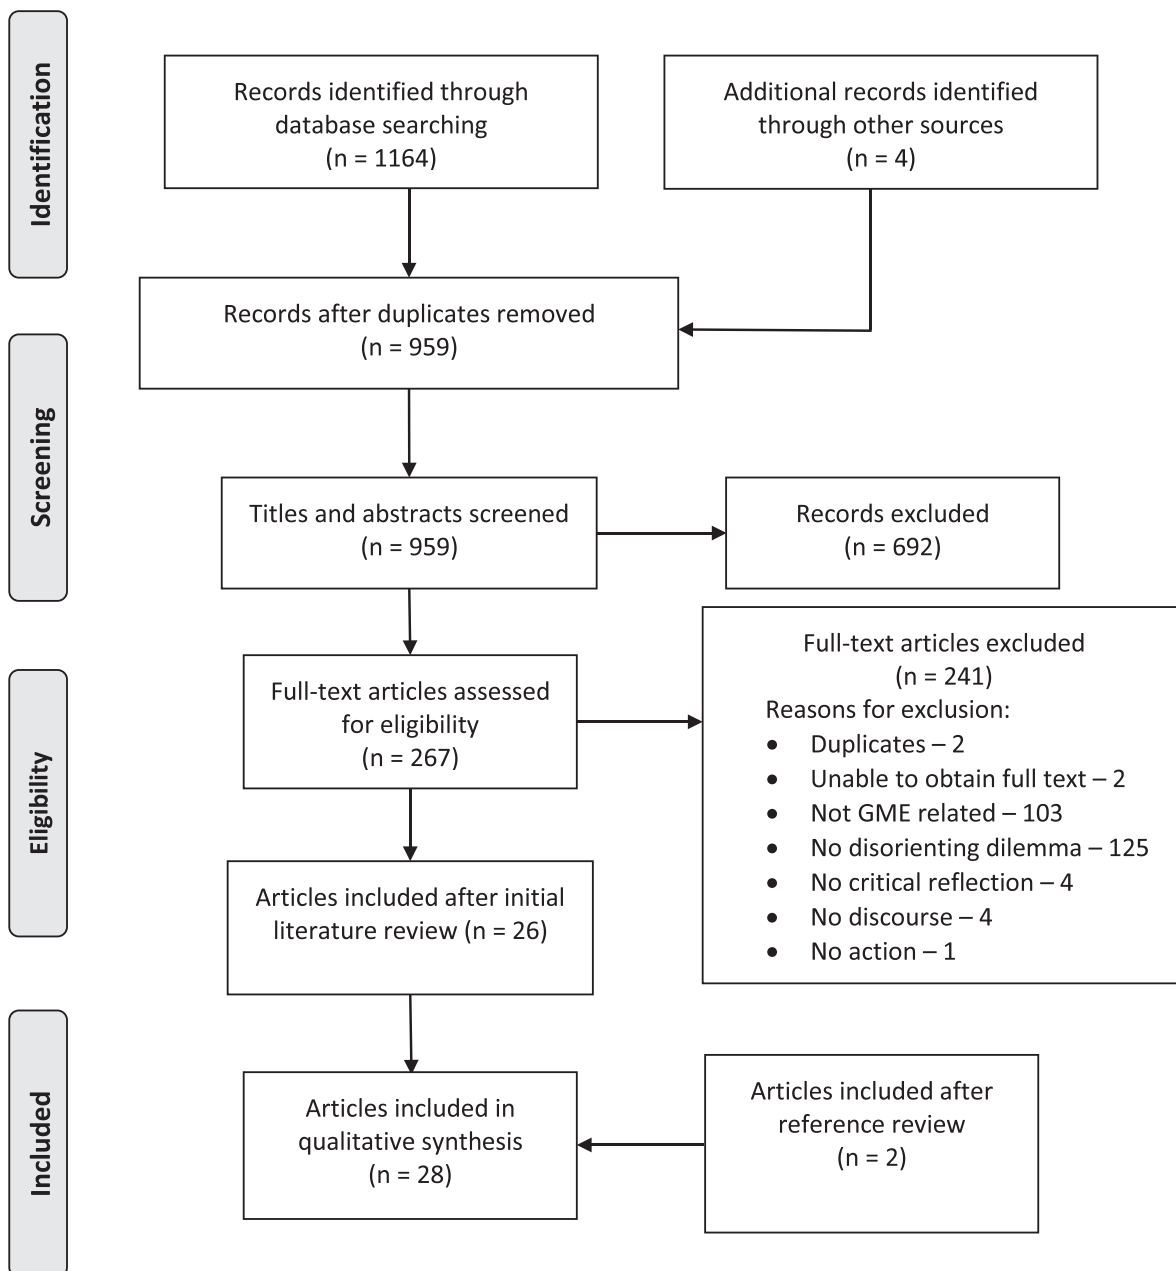 Identification
Records identified through
database searching
(n = 1164)
Additional records identified
through other sources
(n = 4)
Records after duplicates removed
(n = 959)
Screening
Titles and abstracts screened
(n = 959)
Records excluded
(n = 692)
Eligibility
Full-text articles assessed
for eligibility
(n = 267)
Full-text articles excluded
(n = 241)
Reasons for exclusion:
• Duplicates – 2
• Unable to obtain full text – 2
• Not GME related – 103
• No disorienting dilemma – 125
• No critical reflection – 4
• No discourse – 4
• No action – 1
Articles included after initial
literature review (n = 26)
Included
Articles included in
qualitative synthesis
(n = 28)
Articles included after
reference review
(n = 2)